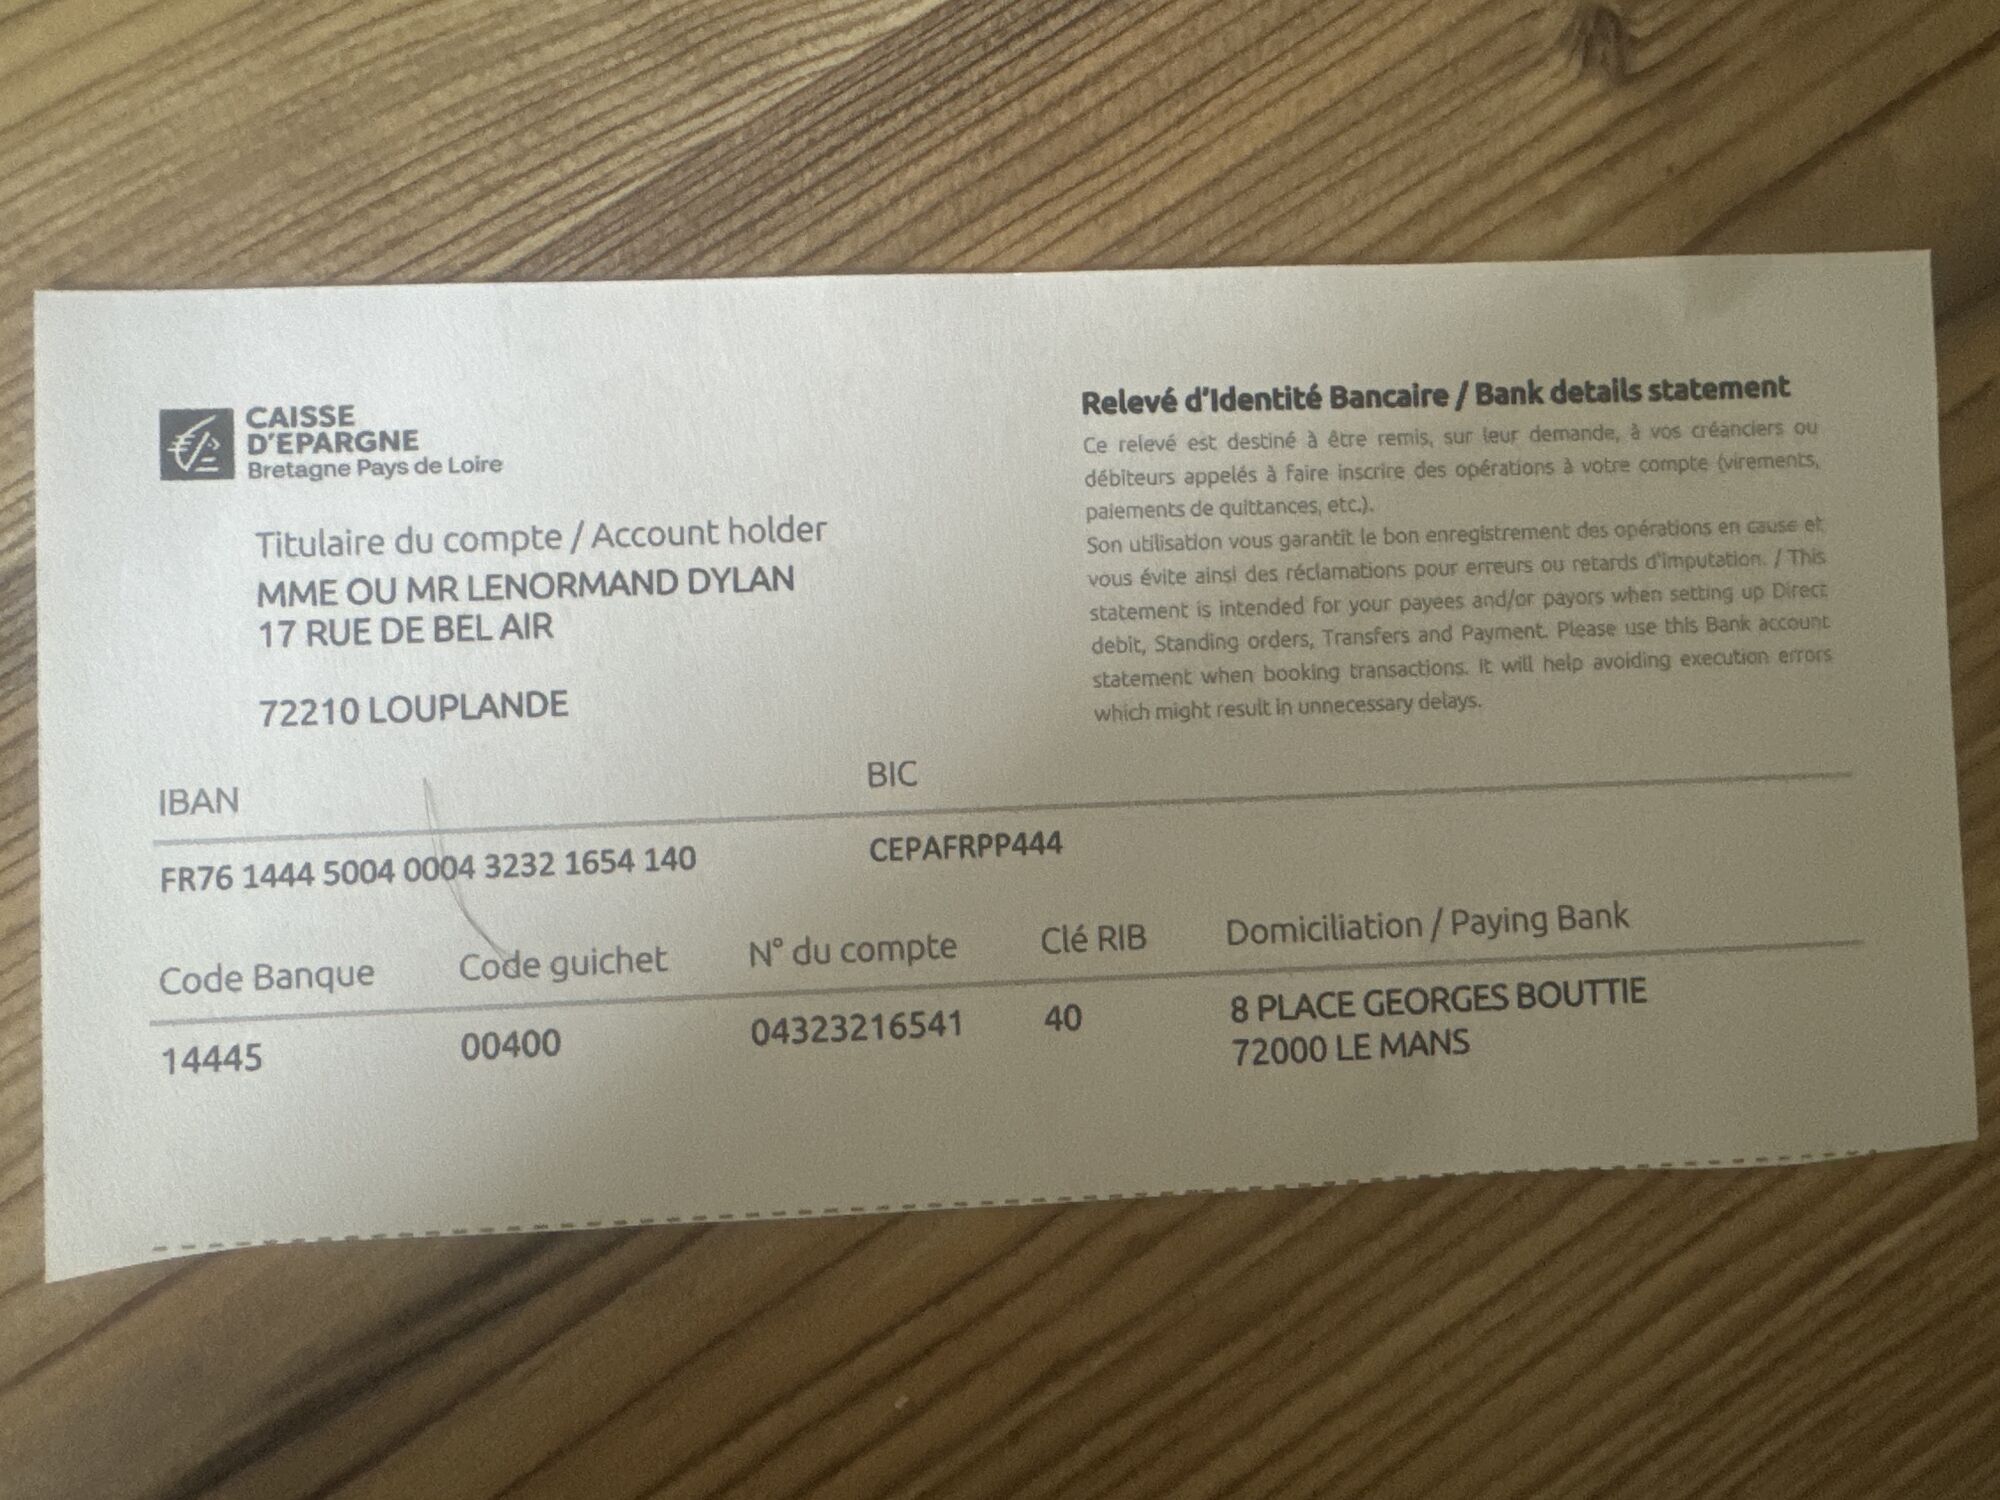 CAISSE
D'EPARGNE
Bretagne Pays de Loire
Titulaire du compte / Account holder
MME OU MR LENORMAND DYLAN
17 RUE DE BEL AIR
72210 LOUPLANDE
Relevé d'Identité Bancaire / Bank details statement
Ce relevé est destiné à être remis, sur leur demande, à vos créanciers ou
débiteurs appelés à faire inscrire des opérations à votre compte (virements,
paiements de quittances, etc.).
Son utilisation vous garantit le bon enregistrement des opérations en cause et
vous évite ainsi des réclamations pour erreurs ou retards d'imputation. / This
statement is intended for your payees and/or payors when setting up Direct
debit, Standing orders, Transfers and Payment. Please use this Bank account
statement when booking transactions. It will help avoiding execution errors
which might result in unnecessary delays.
IBAN BIC
FR76 1444 5004 0004 3232 1654 140 CEPAFRPP444
Code Banque Code guichet N° du compte Clé RIB Domiciliation / Paying Bank
14445 00400 04323216541 40 8 PLACE GEORGES BOUTTIE
72000 LE MANS